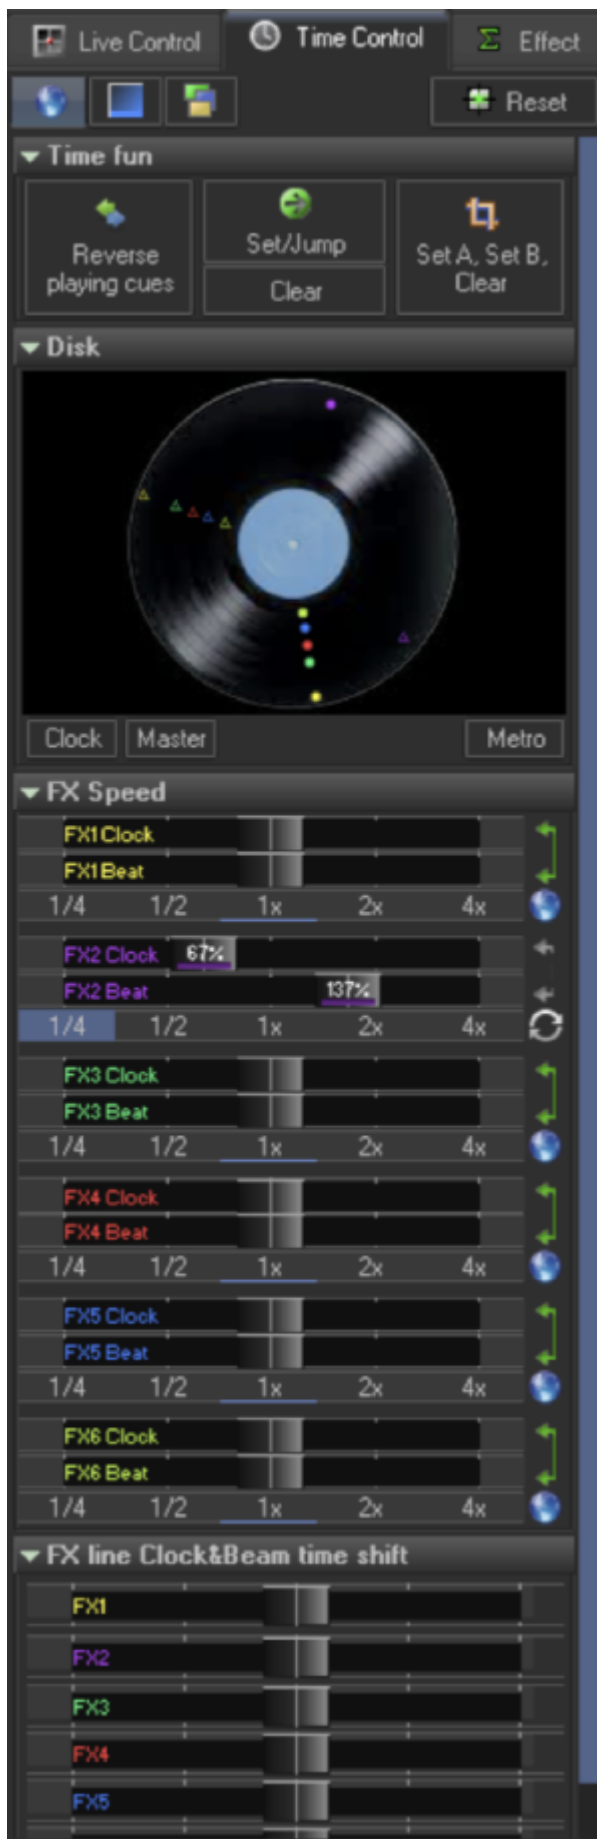 Live Control Time Control Σ Effect
Reset
Time fun
Reverse playing cues
Set/Jump
Clear
Set A, Set B, Clear
Disk
Clock Master Metro
FX Speed
FX1 Clock
FX1 Beat
1/4 1/2 1x 2x 4x
FX2 Clock 67%
FX2 Beat 137%
1/4 1/2 1x 2x 4x
FX3 Clock
FX3 Beat
1/4 1/2 1x 2x 4x
FX4 Clock
FX4 Beat
1/4 1/2 1x 2x 4x
FX5 Clock
FX5 Beat
1/4 1/2 1x 2x 4x
FX6 Clock
FX6 Beat
1/4 1/2 1x 2x 4x
FX line Clock&Beam time shift
FX1
FX2
FX3
FX4
FX5